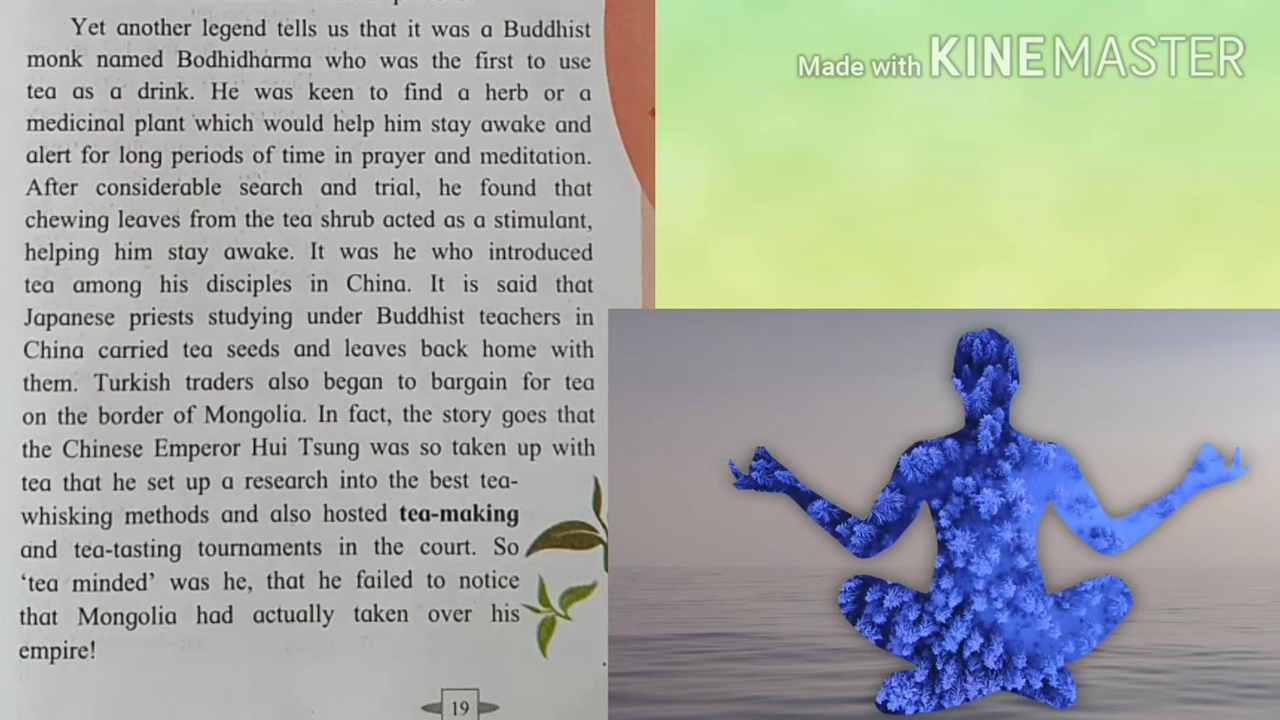 Yet another legend tells us that it was a Buddhist
monk named Bodhidharma who was the first to use
tea as a drink. He was keen to find a herb or a
medicinal plant which would help him stay awake and
alert for long periods of time in prayer and meditation.
After considerable search and trial, he found that
chewing leaves from the tea shrub acted as a stimulant,
helping him stay awake. It was he who introduced
tea among his disciples in China. It is said that
Japanese priests studying under Buddhist teachers in
China carried tea seeds and leaves back home with
them. Turkish traders also began to bargain for tea
on the border of Mongolia. In fact, the story goes that
the Chinese Emperor Hui Tsung was so taken up with
tea that he set up a research into the best tea-
whisking methods and also hosted tea-making
and tea-tasting tournaments in the court. So
‘tea minded’ was he, that he failed to notice
that Mongolia had actually taken over his
empire!
19
Made with KINEMASTER